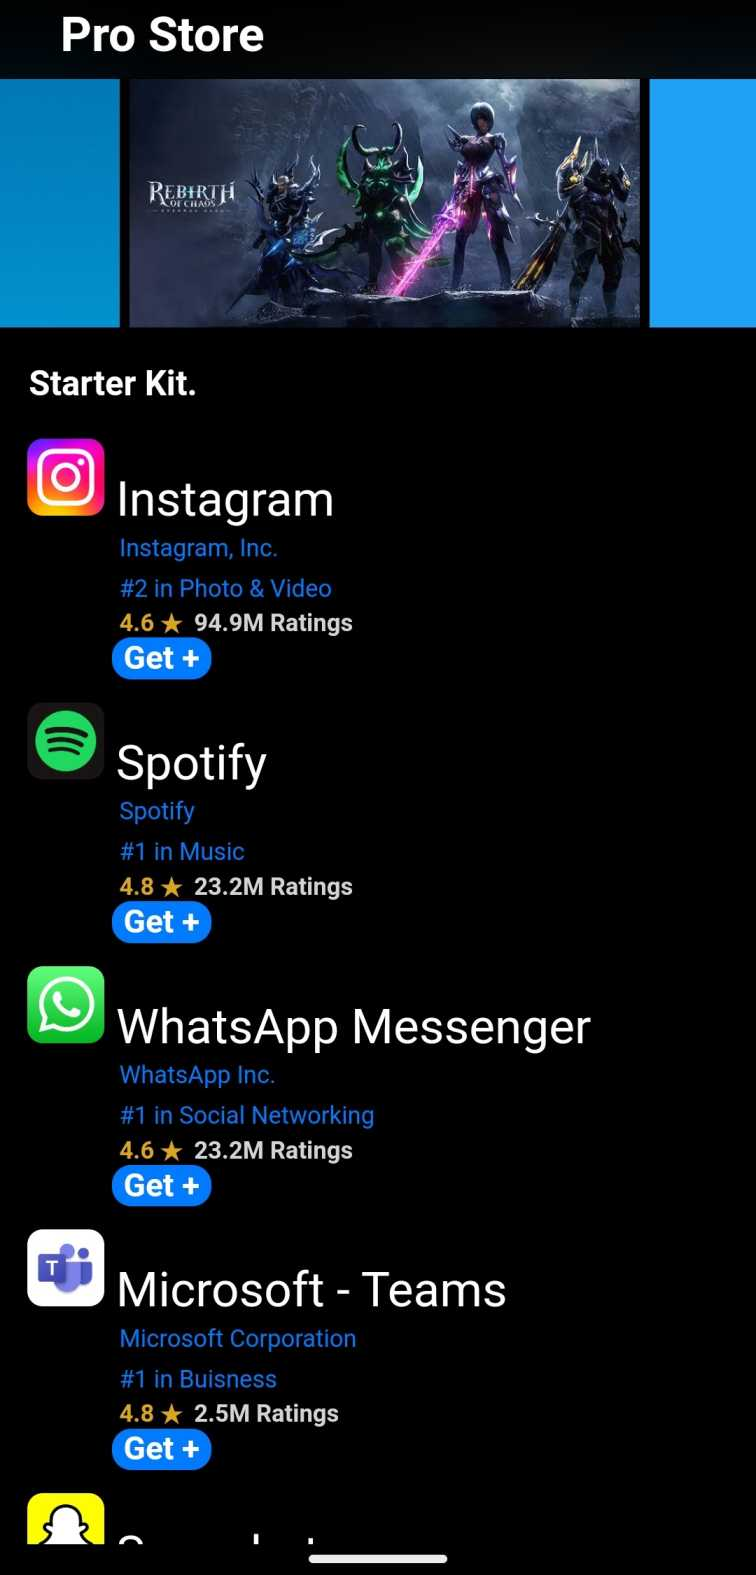 Pro Store
REBIRTH
OF CHAOS
Starter Kit.
Instagram
Instagram, Inc.
#2 in Photo & Video
4.6 ★ 94.9M Ratings
Get +
Spotify
Spotify
#1 in Music
4.8 ★ 23.2M Ratings
Get +
WhatsApp Messenger
WhatsApp Inc.
#1 in Social Networking
4.6 ★ 23.2M Ratings
Get +
T
Microsoft - Teams
Microsoft Corporation
#1 in Buisness
4.8 ★ 2.5M Ratings
Get +